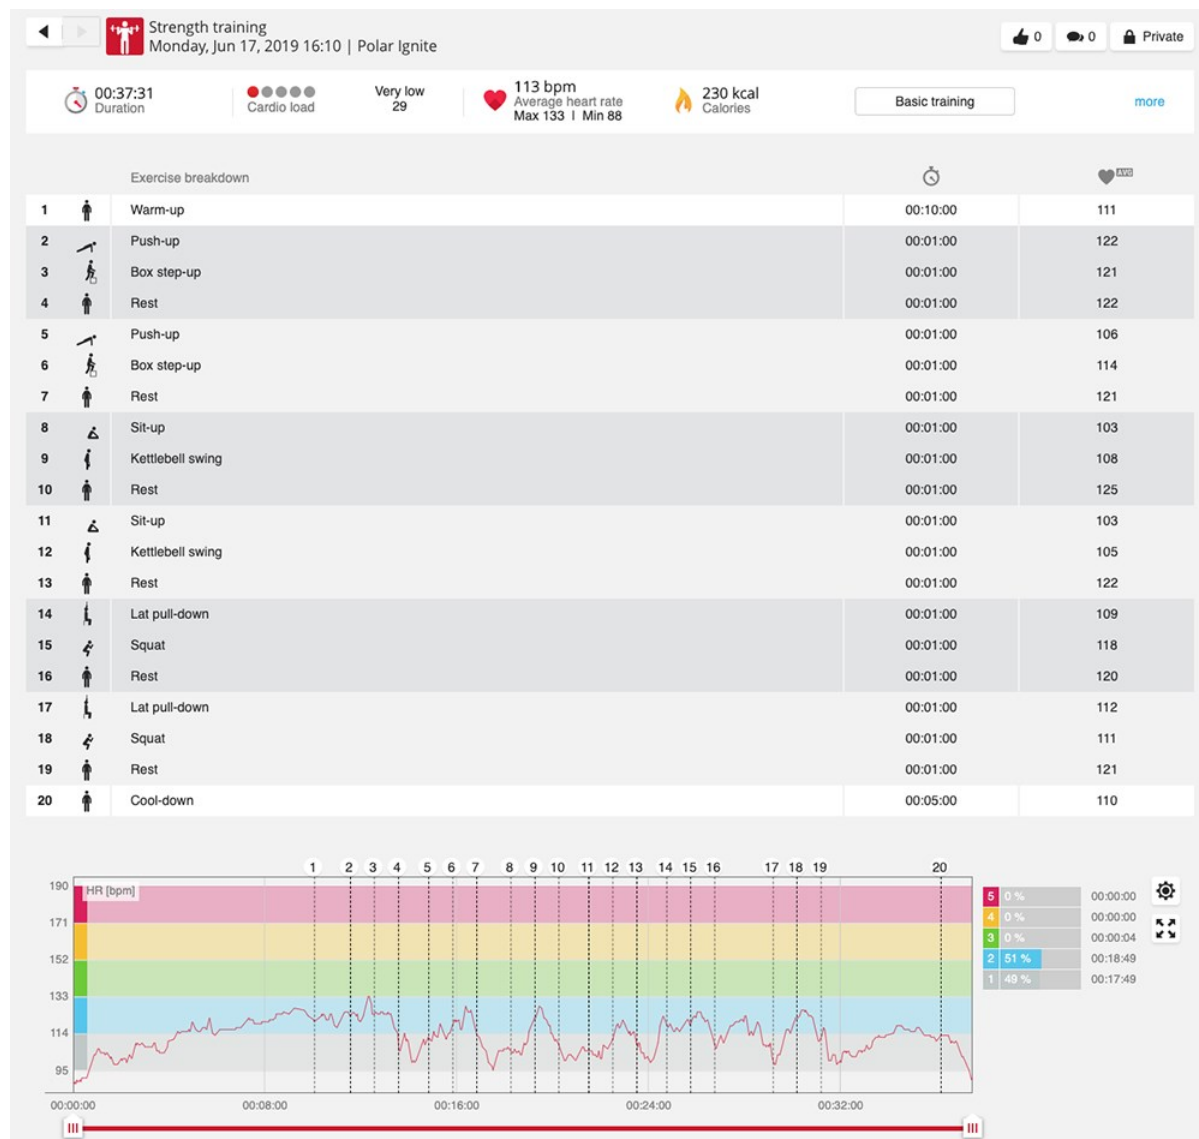 Strength training
Monday, Jun 17, 2019 16:10 | Polar Ignite
0
0
Private
00:37:31
Duration
Cardio load
Very low
29
113 bpm
Average heart rate
Max 133 | Min 88
230 kcal
Calories
Basic training
more
Exercise breakdown
AVG
1 Warm-up 00:10:00 111
2 Push-up 00:01:00 122
3 Box step-up 00:01:00 121
4 Rest 00:01:00 122
5 Push-up 00:01:00 106
6 Box step-up 00:01:00 114
7 Rest 00:01:00 121
8 Sit-up 00:01:00 103
9 Kettlebell swing 00:01:00 108
10 Rest 00:01:00 125
11 Sit-up 00:01:00 103
12 Kettlebell swing 00:01:00 105
13 Rest 00:01:00 122
14 Lat pull-down 00:01:00 109
15 Squat 00:01:00 118
16 Rest 00:01:00 120
17 Lat pull-down 00:01:00 112
18 Squat 00:01:00 111
19 Rest 00:01:00 121
20 Cool-down 00:05:00 110
1 2 3 4 5 6 7 8 9 10 11 12 13 14 15 16 17 18 19 20
HR [bpm]
190
171
152
133
114
95
00:00:00 00:08:00 00:16:00 00:24:00 00:32:00
5 0 % 00:00:00
4 0 % 00:00:00
3 0 % 00:00:04
2 51 % 00:18:49
1 49 % 00:17:49